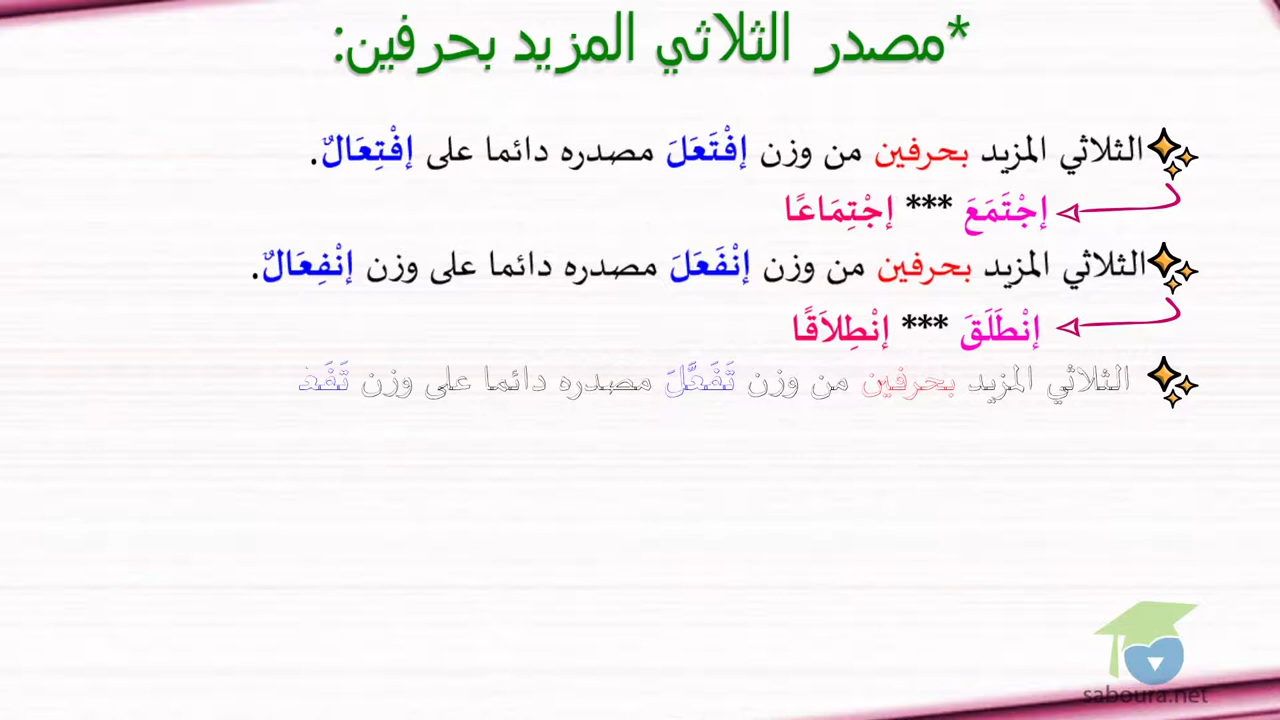 *مصدر الثلاثي المزيد بحرفين:
الثلاثي المزيد بحرفين من وزن إفْتَعَلَ مصدره دائما على إفْتِعَالٌ.
إجْتَمَعَ *** إجْتِمَاعًا
الثلاثي المزيد بحرفين من وزن إنْفَعَلَ مصدره دائما على وزن إنْفِعَالٌ.
إنْطَلَقَ *** إنْطِلاَقًا
الثلاثي المزيد بحرفين من وزن تَفَعَّلَ مصدره دائما على وزن
saboura.net